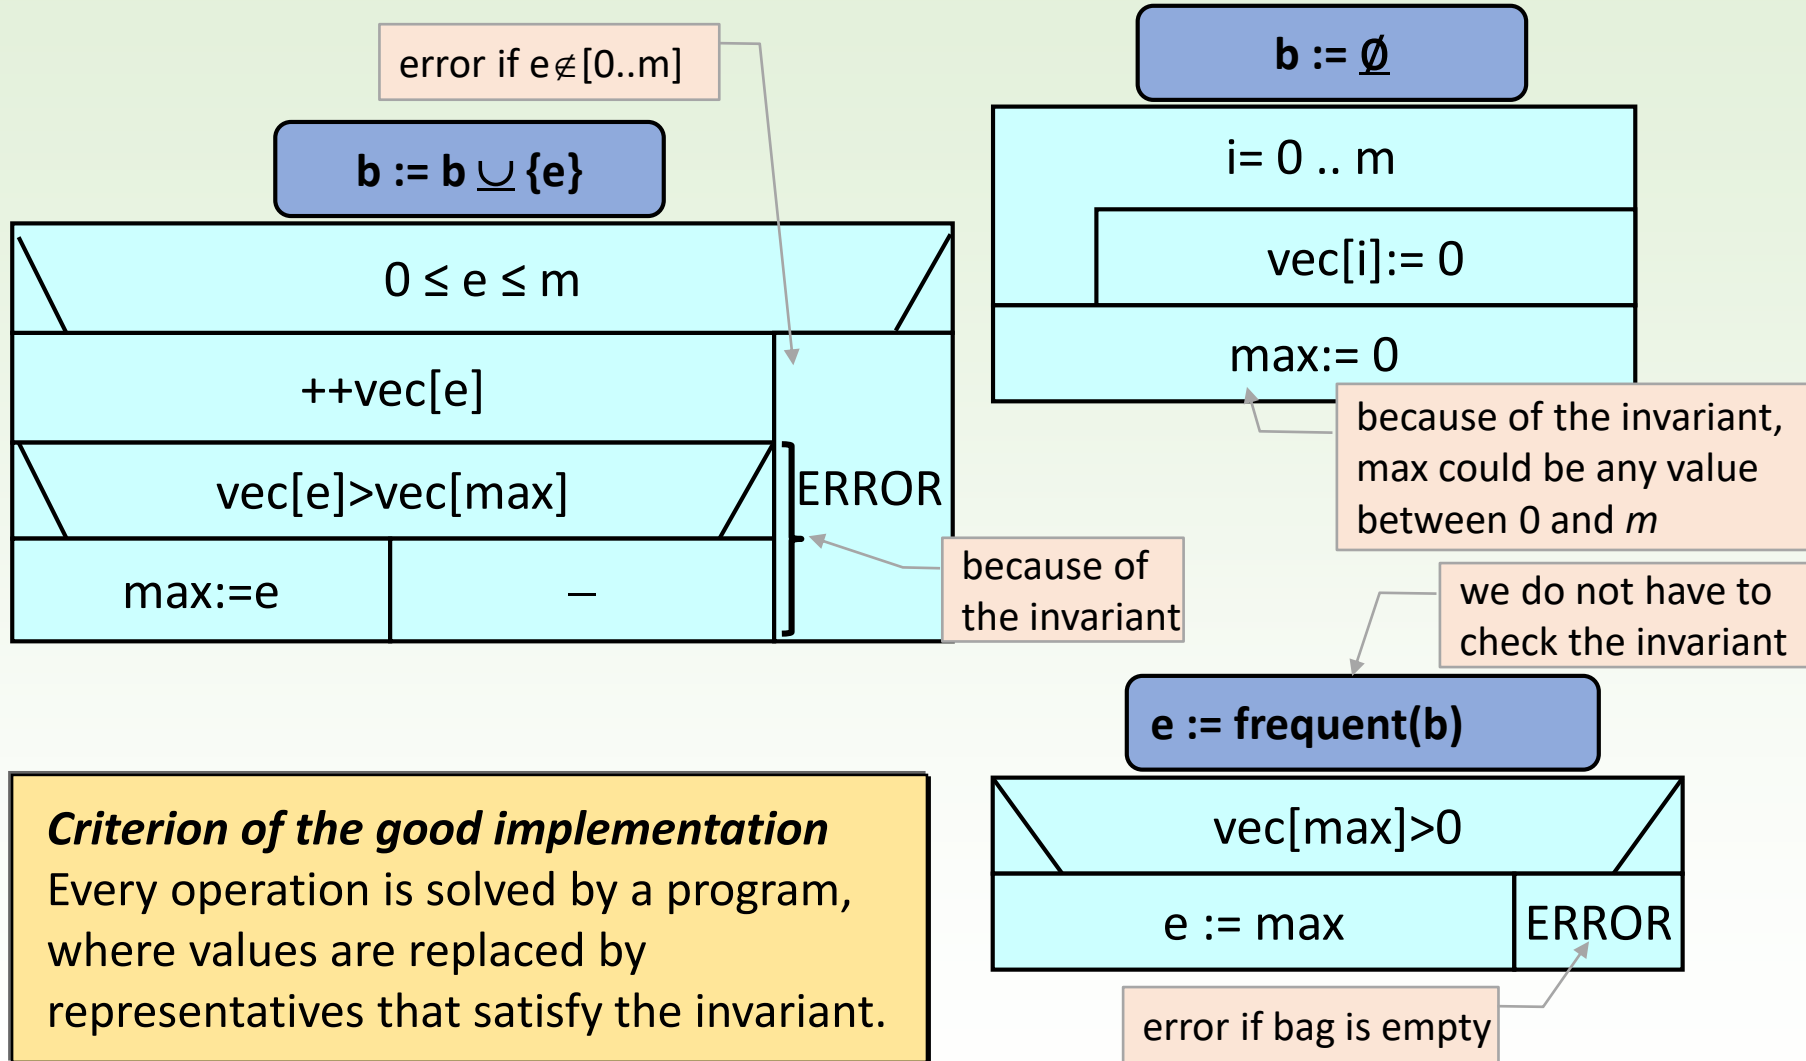 error if e∉[0..m]
b := b ∪ {e}
0 ≤ e ≤ m
++vec[e]
vec[e]>vec[max]
max:=e
–
ERROR
because of
the invariant
b := Ø
i= 0 .. m
vec[i]:= 0
max:= 0
because of the invariant,
max could be any value
between 0 and m
we do not have to
check the invariant
e := frequent(b)
vec[max]>0
e := max
ERROR
error if bag is empty
Criterion of the good implementation
Every operation is solved by a program,
where values are replaced by
representatives that satisfy the invariant.